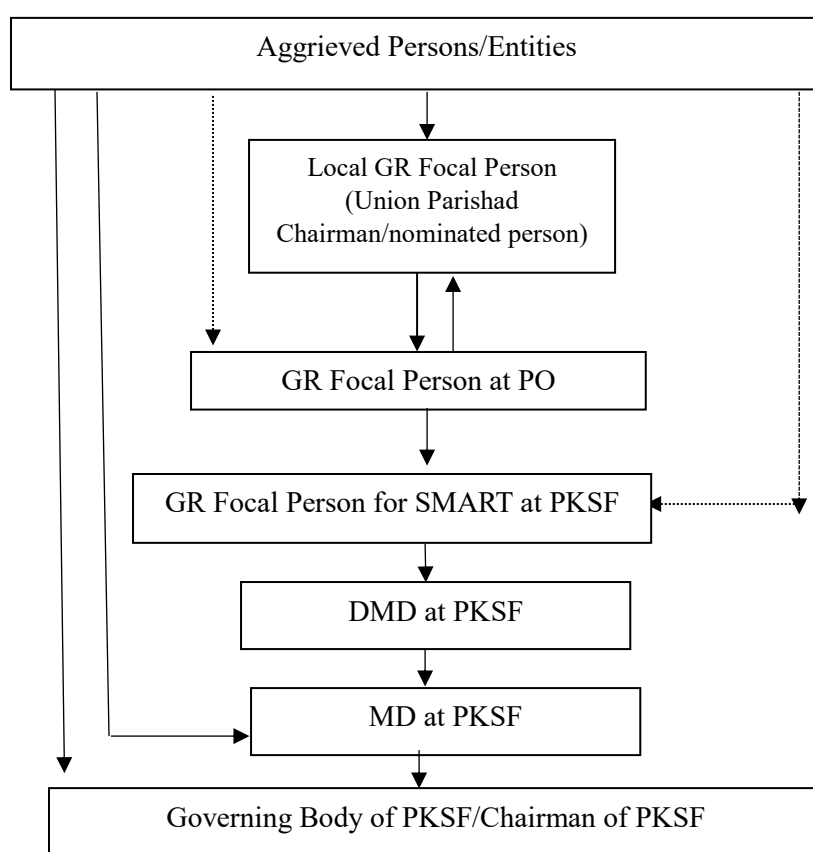 Aggrieved Persons/Entities
Local GR Focal Person
(Union Parishad
Chairman/nominated person)
GR Focal Person at PO
GR Focal Person for SMART at PKSF
DMD at PKSF
MD at PKSF
Governing Body of PKSF/Chairman of PKSF